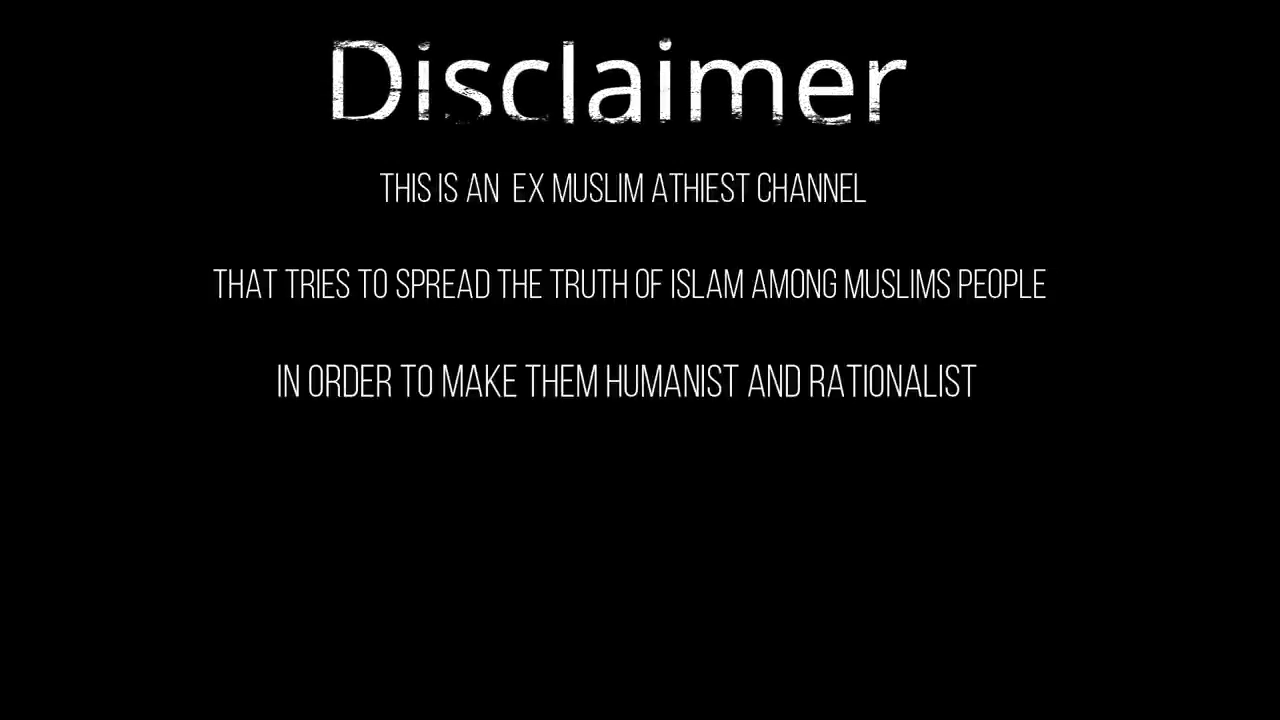 Disclaimer
THIS IS AN EX MUSLIM ATHIEST CHANNEL
THAT TRIES TO SPREAD THE TRUTH OF ISLAM AMONG MUSLIMS PEOPLE
IN ORDER TO MAKE THEM HUMANIST AND RATIONALIST